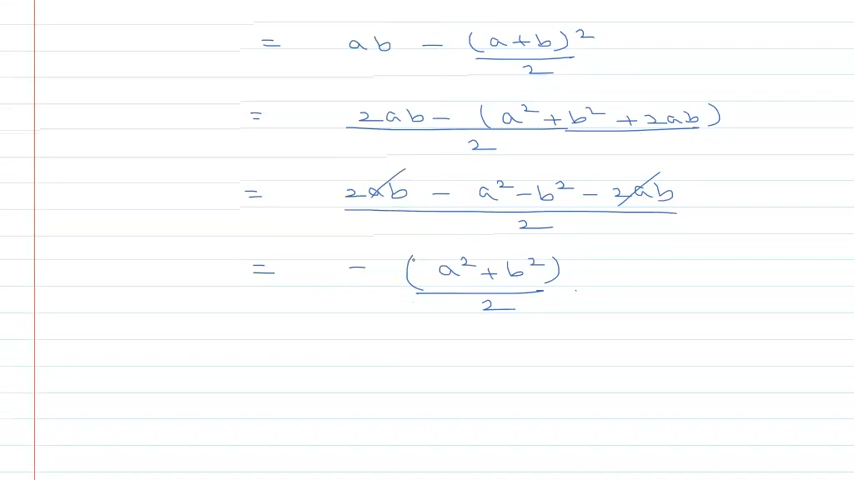 = ab - (a+b)²/2
= 2ab - (a²+b²+2ab)/2
= 2ab - a²-b²-2ab/2
= - (a²+b²)/2